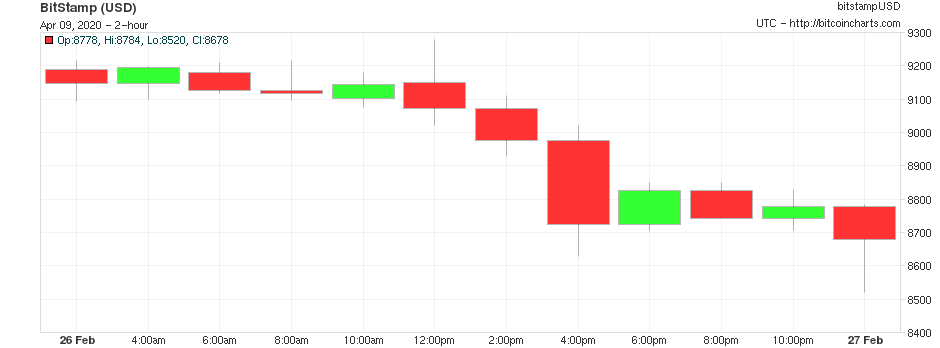 BitStamp (USD)
bitstampUSD
Apr 09, 2020 - 2-hour
UTC - http://bitcoincharts.com
Op:8778, Hi:8784, Lo:8520, Cl:8678
9300
9200
9100
9000
8900
8800
8700
8600
8500
8400
26 Feb 4:00am 6:00am 8:00am 10:00am 12:00pm 2:00pm 4:00pm 6:00pm 8:00pm 10:00pm 27 Feb